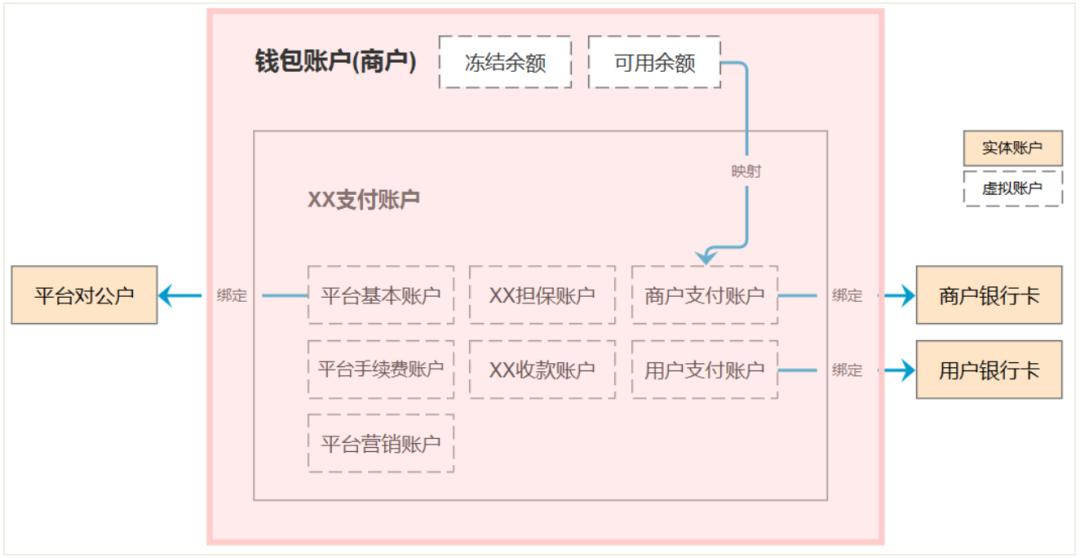 钱包账户(商户)
冻结余额
可用余额
映射
实体账户
虚拟账户
XX支付账户
平台对公户
绑定
平台基本账户
XX担保账户
商户支付账户
绑定
商户银行卡
平台手续费账户
XX收款账户
用户支付账户
绑定
用户银行卡
平台营销账户